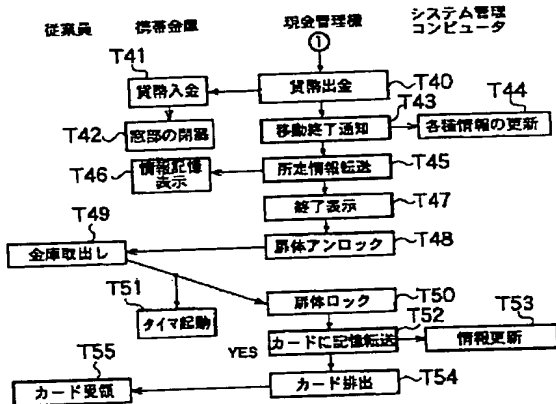 従業員 携帯金庫 現金管理機 システム管理
コンピュータ
①
T41
貨幣入金 貨幣出金 T40
T43 T44
T42 窓部の閉塞 移動終了通知 各種情報の更新
T46 情報記憶 所定情報転送 T45
表示
終了表示 T47
T49
金庫取出し 扉体アンロック T48
T51 扉体ロック T50
タイマ起動 T52 T53
YES カードに記憶転送 情報更新
T55
カード受領 カード排出 T54